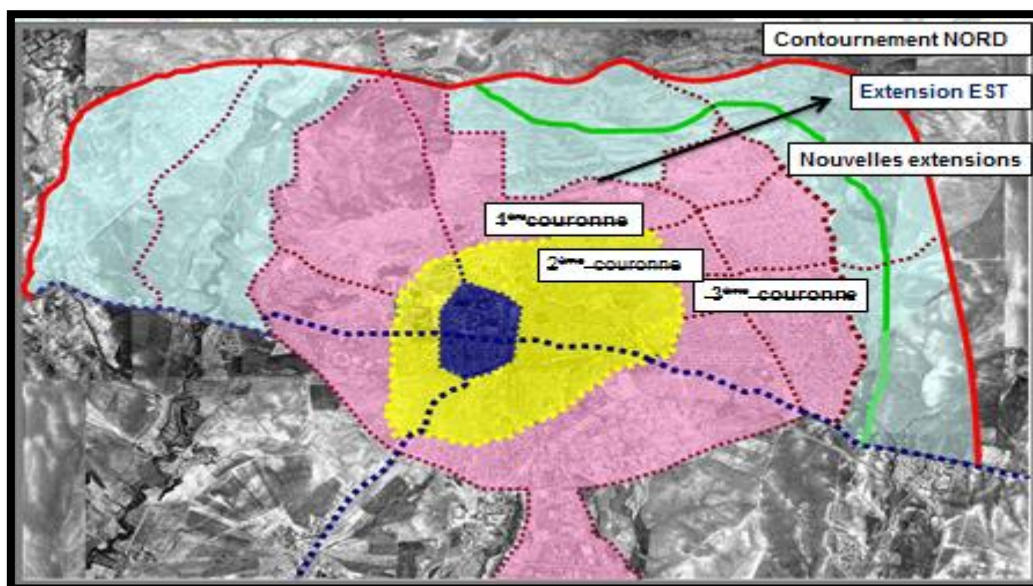 Contournement NORD
Extension EST
Nouvelles extensions
1ère couronne
2ème couronne
3ème couronne